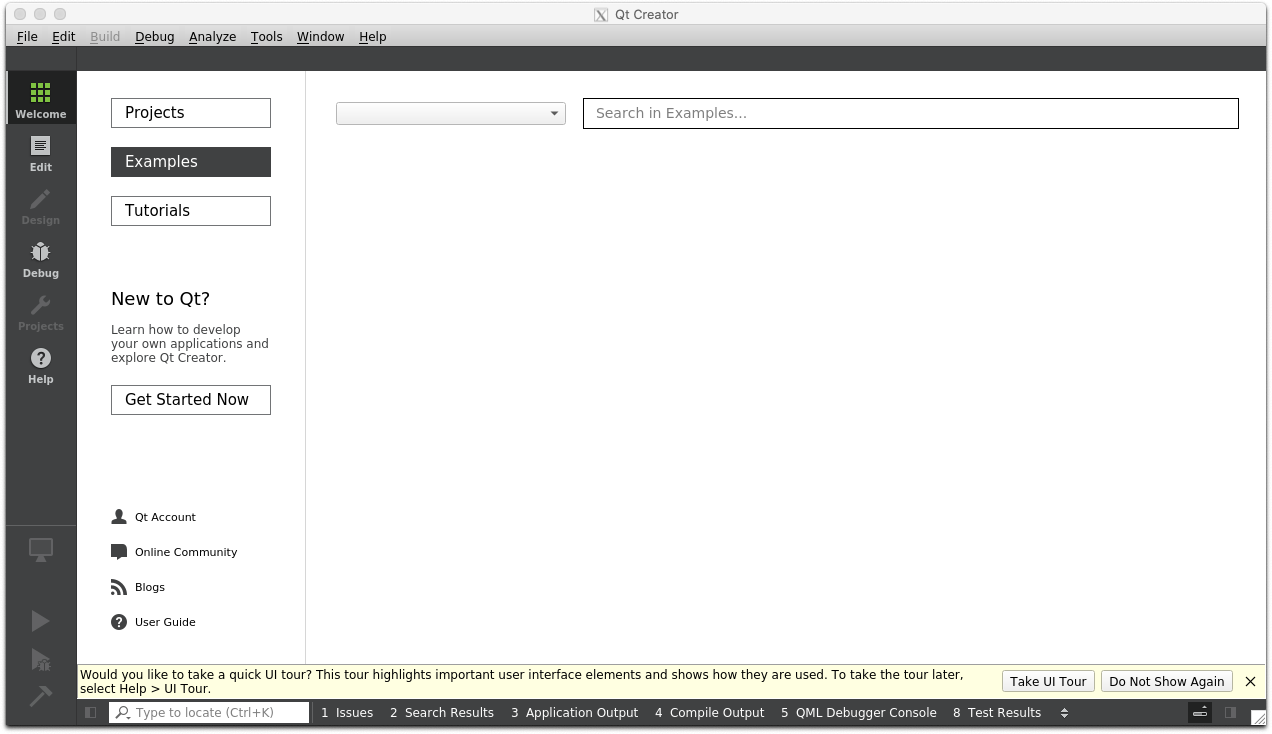 Qt Creator
File Edit Build Debug Analyze Tools Window Help
Welcome
Edit
Design
Debug
Projects
Help
Projects
Examples
Tutorials
Search in Examples...
New to Qt?
Learn how to develop
your own applications and
explore Qt Creator.
Get Started Now
Qt Account
Online Community
Blogs
User Guide
Would you like to take a quick UI tour? This tour highlights important user interface elements and shows how they are used. To take the tour later,
select Help > UI Tour.
Take UI Tour
Do Not Show Again
Type to locate (Ctrl+K)
1 Issues 2 Search Results 3 Application Output 4 Compile Output 5 QML Debugger Console 8 Test Results